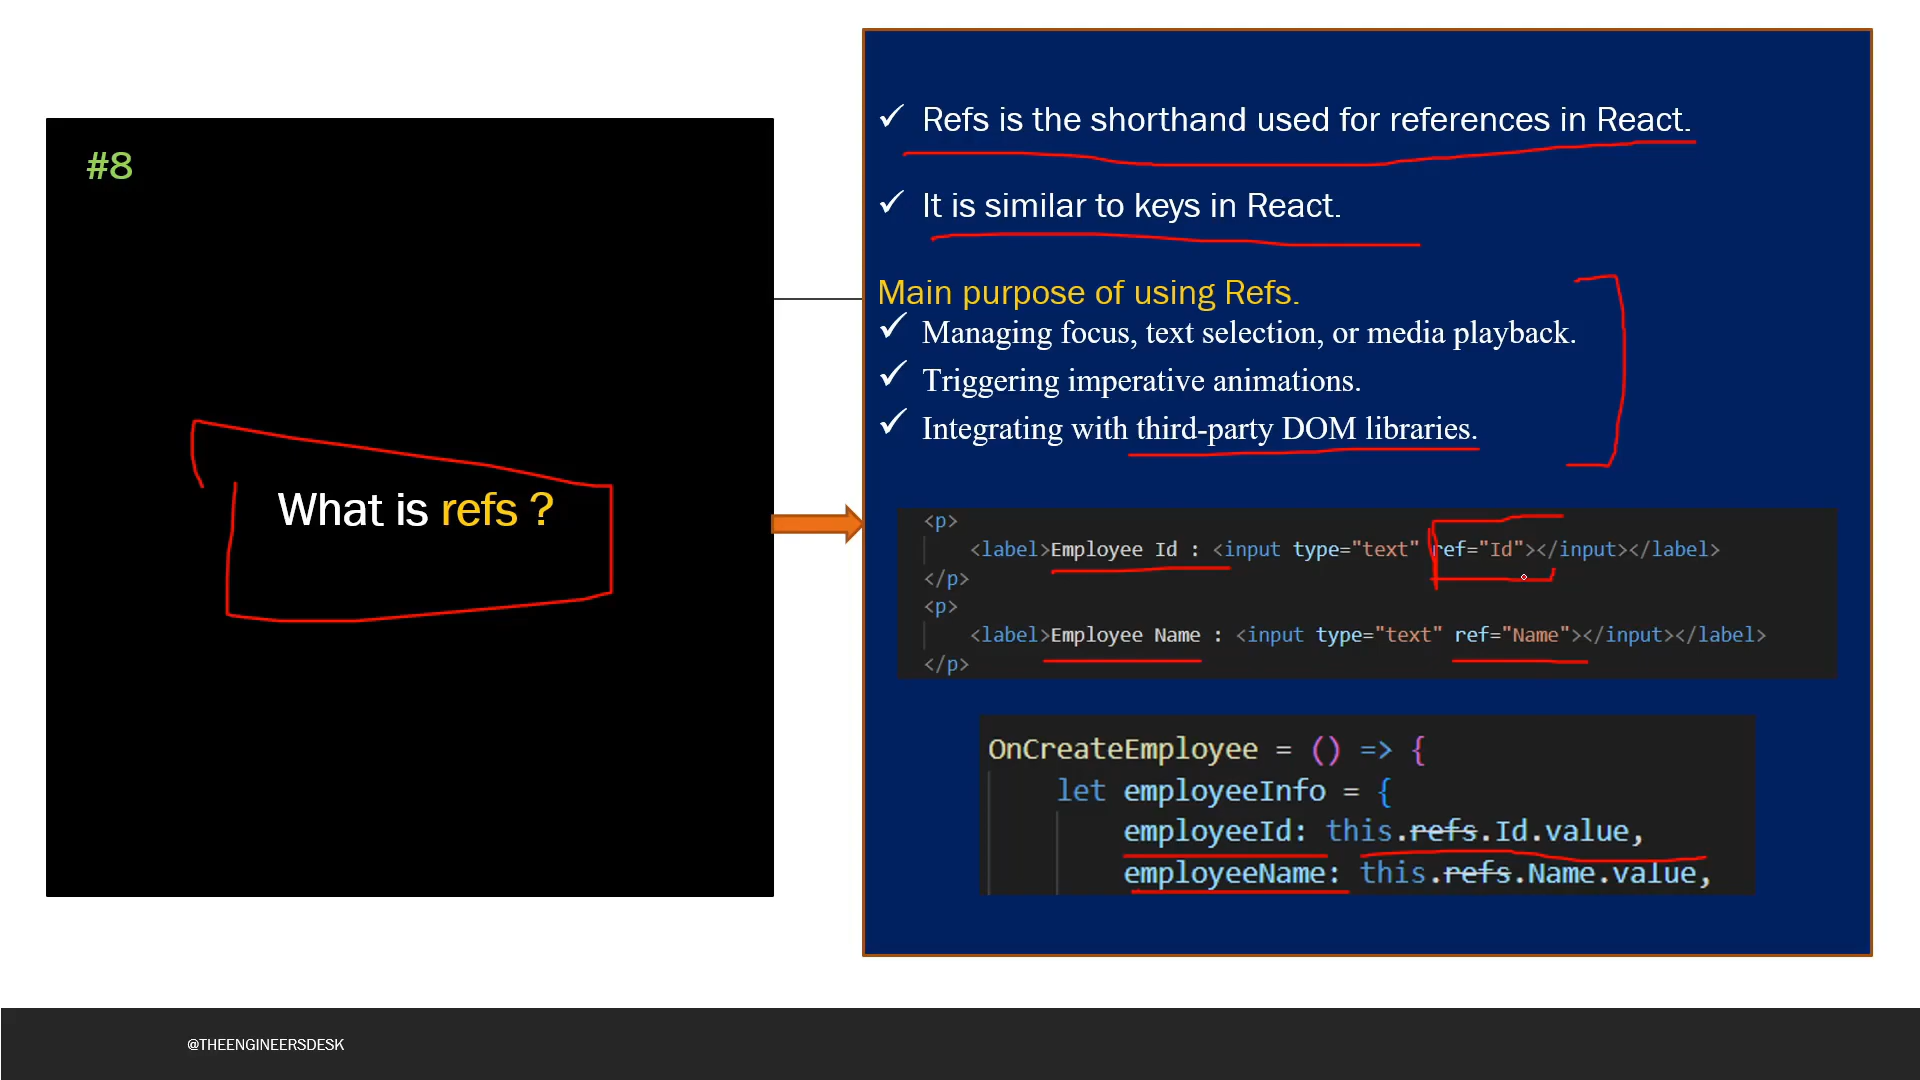 #8
What is refs ?
✓ Refs is the shorthand used for references in React.
✓ It is similar to keys in React.
Main purpose of using Refs.
✓ Managing focus, text selection, or media playback.
✓ Triggering imperative animations.
✓ Integrating with third-party DOM libraries.
<p>
<label>Employee Id : <input type="text" ref="Id"></input></label>
</p>
<p>
<label>Employee Name : <input type="text" ref="Name"></input></label>
</p>
OnCreateEmployee = () => {
let employeeInfo = {
employeeId: this.refs.Id.value,
employeeName: this.refs.Name.value,
@THEENGINEERSDESK